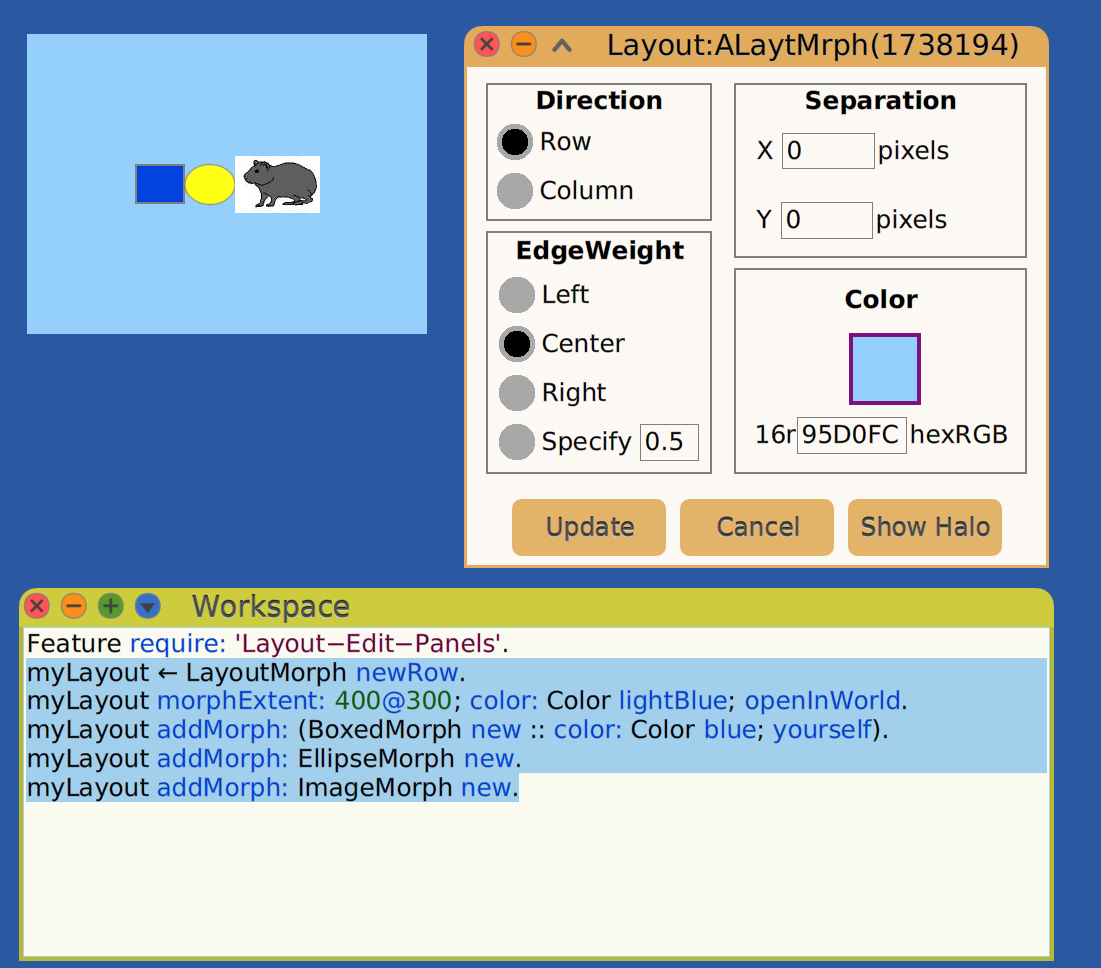 Layout:ALaytMrph(1738194)
Direction
Row
Column
Separation
X 0 pixels
Y 0 pixels
EdgeWeight
Left
Center
Right
Specify 0.5
Color
16r 95D0FC hexRGB
Update Cancel Show Halo
Workspace
Feature require: 'Layout−Edit−Panels'.
myLayout ← LayoutMorph newRow.
myLayout morphExtent: 400@300; color: Color lightBlue; openInWorld.
myLayout addMorph: (BoxedMorph new :: color: Color blue; yourself).
myLayout addMorph: EllipseMorph new.
myLayout addMorph: ImageMorph new.